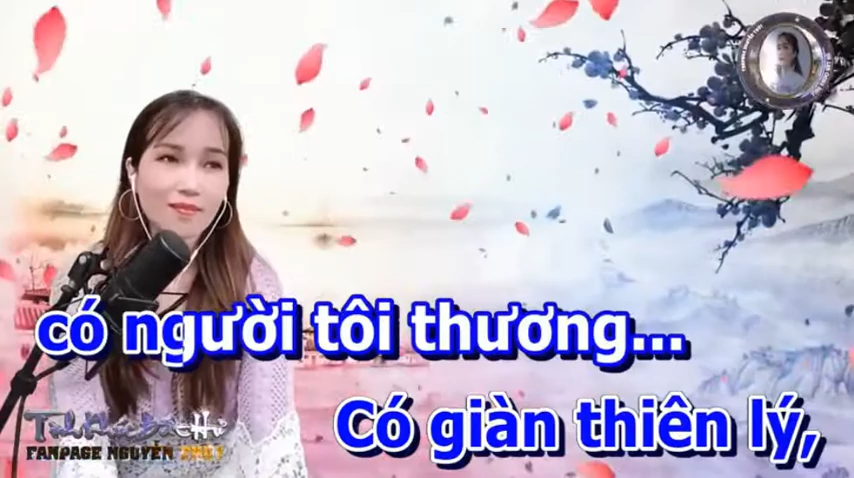 có người tôi thương...
Có giàn thiên lý,
FANPAGE NGUYỄN